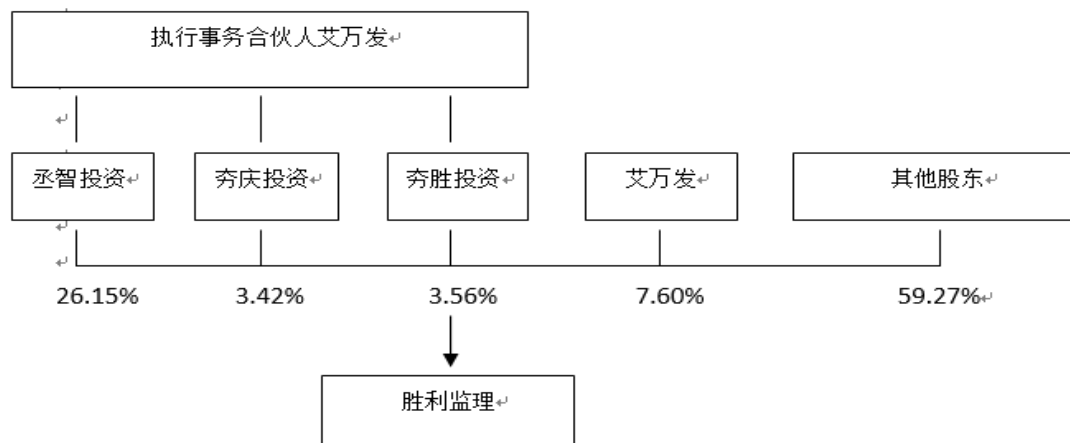 执行事务合伙人艾万发
丞智投资
夯庆投资
夯胜投资
艾万发
其他股东
26.15%
3.42%
3.56%
7.60%
59.27%
胜利监理